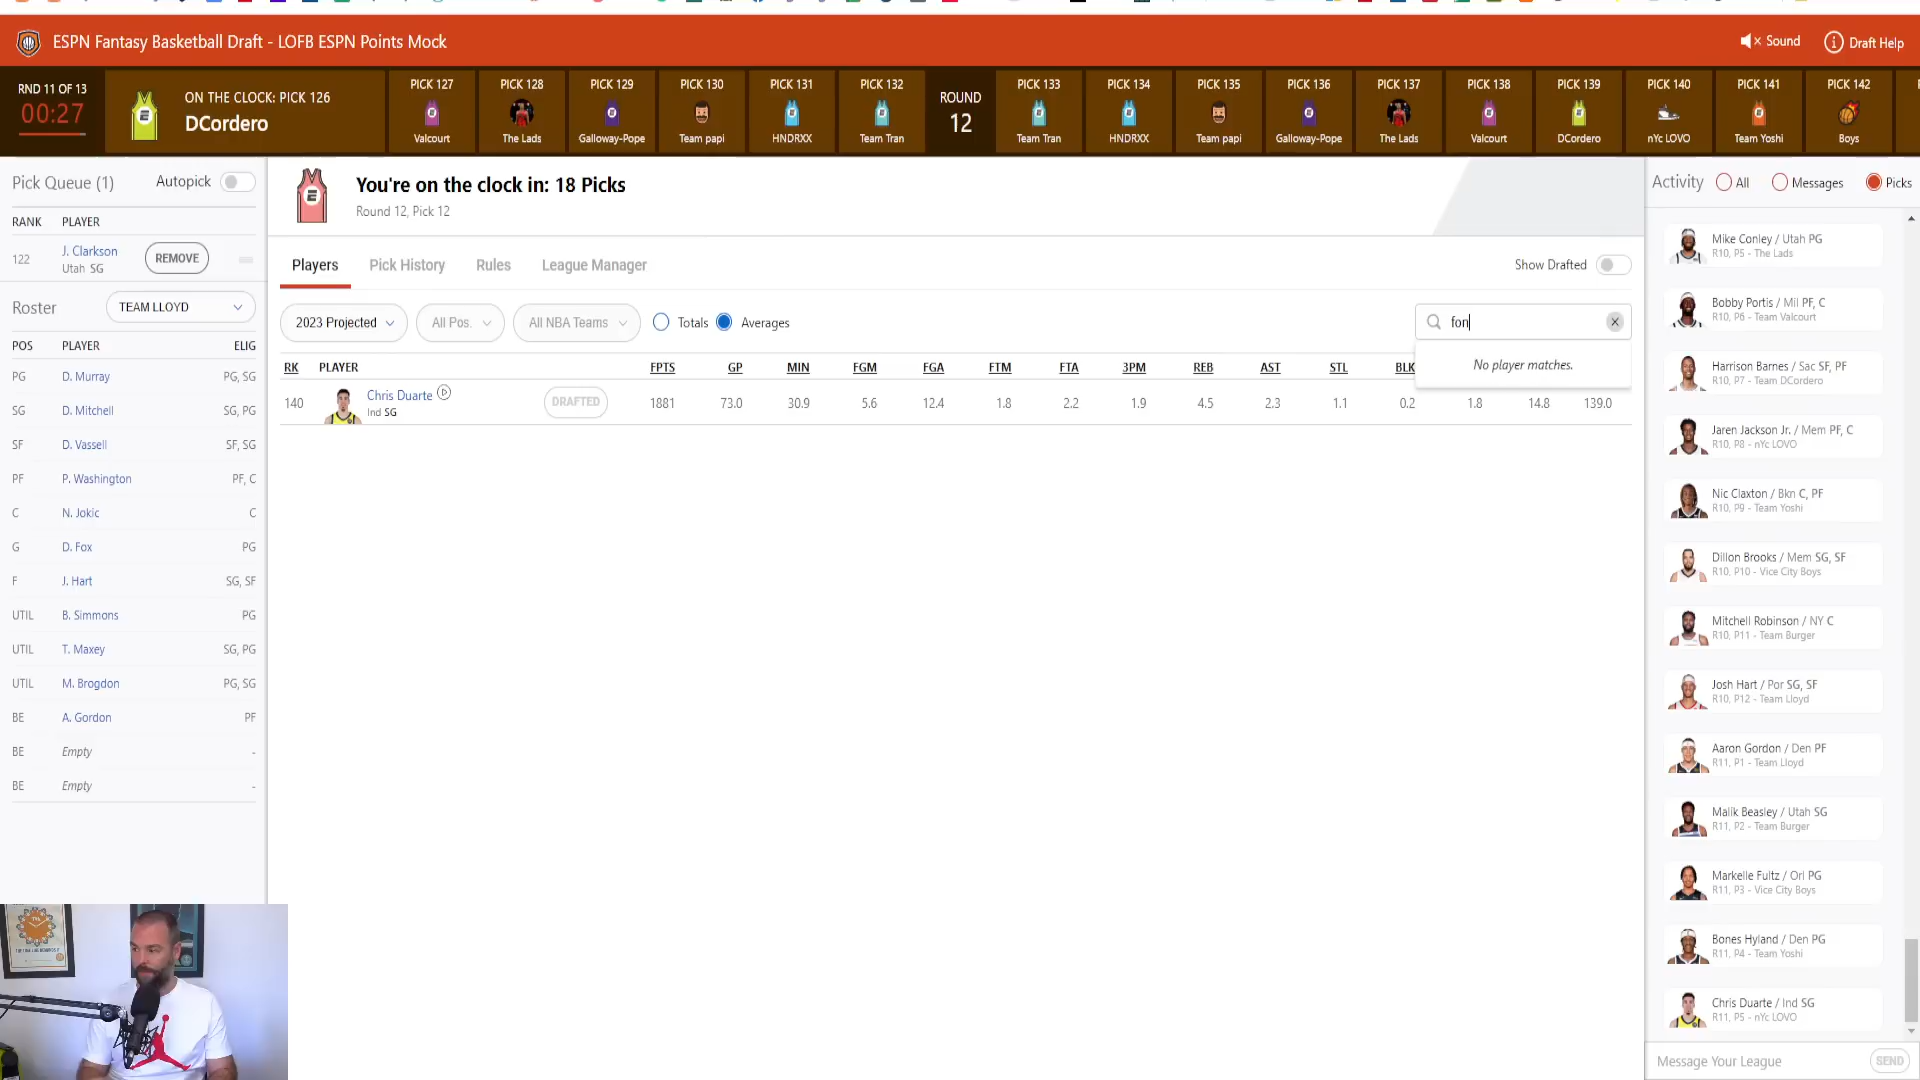 ESPN Fantasy Basketball Draft - LOFB ESPN Points Mock
Sound
Draft Help
RND 11 OF 13
00:27
ON THE CLOCK: PICK 126
DCordero
PICK 127
Valcourt
PICK 128
The Lads
PICK 129
Galloway-Pope
PICK 130
Team papi
PICK 131
HNDRXX
PICK 132
Team Tran
ROUND
12
PICK 133
Team Tran
PICK 134
HNDRXX
PICK 135
Team papi
PICK 136
Galloway-Pope
PICK 137
The Lads
PICK 138
Valcourt
PICK 139
DCordero
PICK 140
nYc LOVO
PICK 141
Team Yoshi
PICK 142
Boys
Pick Queue (1)
Autopick
RANK PLAYER
122 J. Clarkson
Utah SG
REMOVE
Roster
TEAM LLOYD
POS PLAYER ELIG
PG D. Murray PG, SG
SG D. Mitchell SG, PG
SF D. Vassell SF, SG
PF P. Washington PF, C
C N. Jokic C
G D. Fox PG
F J. Hart SG, SF
UTIL B. Simmons PG
UTIL T. Maxey SG, PG
UTIL M. Brogdon PG, SG
BE A. Gordon PF
BE Empty -
BE Empty -
You're on the clock in: 18 Picks
Round 12, Pick 12
Players Pick History Rules League Manager
Show Drafted
2023 Projected All Pos. All NBA Teams Totals Averages
fon
No player matches.
RK PLAYER FPTS GP MIN FGM FGA FTM FTA 3PM REB AST STL BLK
140 Chris Duarte DRAFTED 1881 73.0 30.9 5.6 12.4 1.8 2.2 1.9 4.5 2.3 1.1 0.2 1.8 14.8 139.0
Ind SG
Activity All Messages Picks
Mike Conley / Utah PG
R10, P5 - The Lads
Bobby Portis / Mil PF, C
R10, P6 - Team Valcourt
Harrison Barnes / Sac SF, PF
R10, P7 - Team DCordero
Jaren Jackson Jr. / Mem PF, C
R10, P8 - nYc LOVO
Nic Claxton / Bkn C, PF
R10, P9 - Team Yoshi
Dillon Brooks / Mem SG, SF
R10, P10 - Vice City Boys
Mitchell Robinson / NY C
R10, P11 - Team Burger
Josh Hart / Por SG, SF
R10, P12 - Team Lloyd
Aaron Gordon / Den PF
R11, P1 - Team Lloyd
Malik Beasley / Utah SG
R11, P2 - Team Burger
Markelle Fultz / Orl PG
R11, P3 - Vice City Boys
Bones Hyland / Den PG
R11, P4 - Team Yoshi
Chris Duarte / Ind SG
R11, P5 - nYc LOVO
Message Your League
SEND